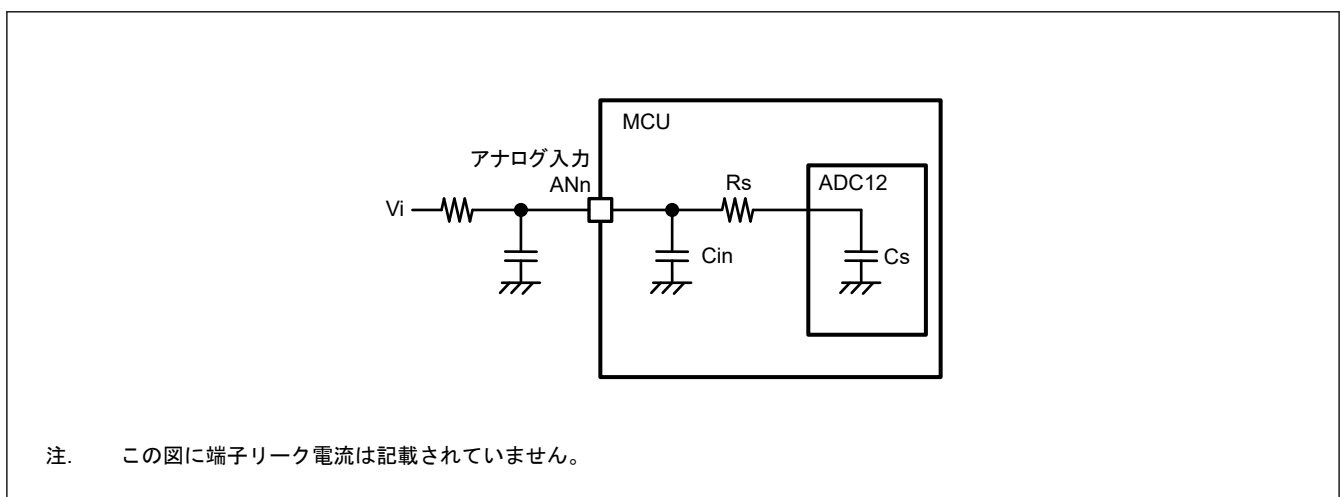 MCU
アナログ入力
ANn
Rs
ADC12
Vi
Cin
Cs
注. この図に端子リーク電流は記載されていません。